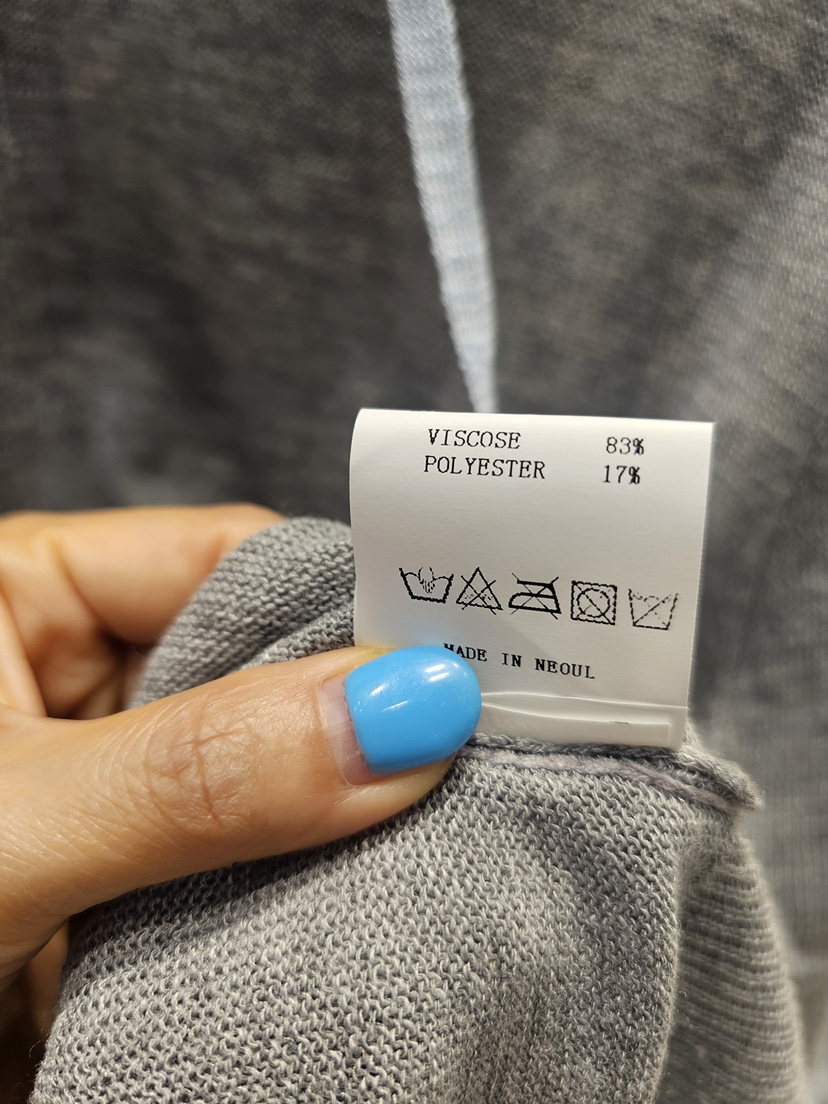 VISCOSE 83%
POLYESTER 17%
MADE IN NEOUL